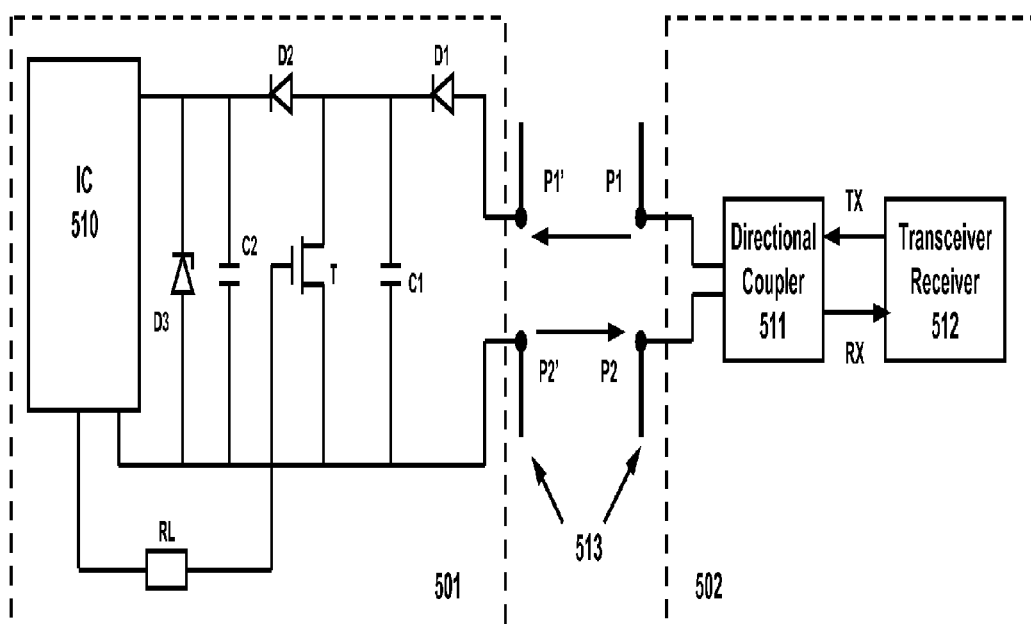 D2
D1
IC
510
C2
T
C1
D3
RL
501
P1'
P1
P2'
P2
513
Directional
Coupler
511
TX
RX
Transceiver
Receiver
512
502